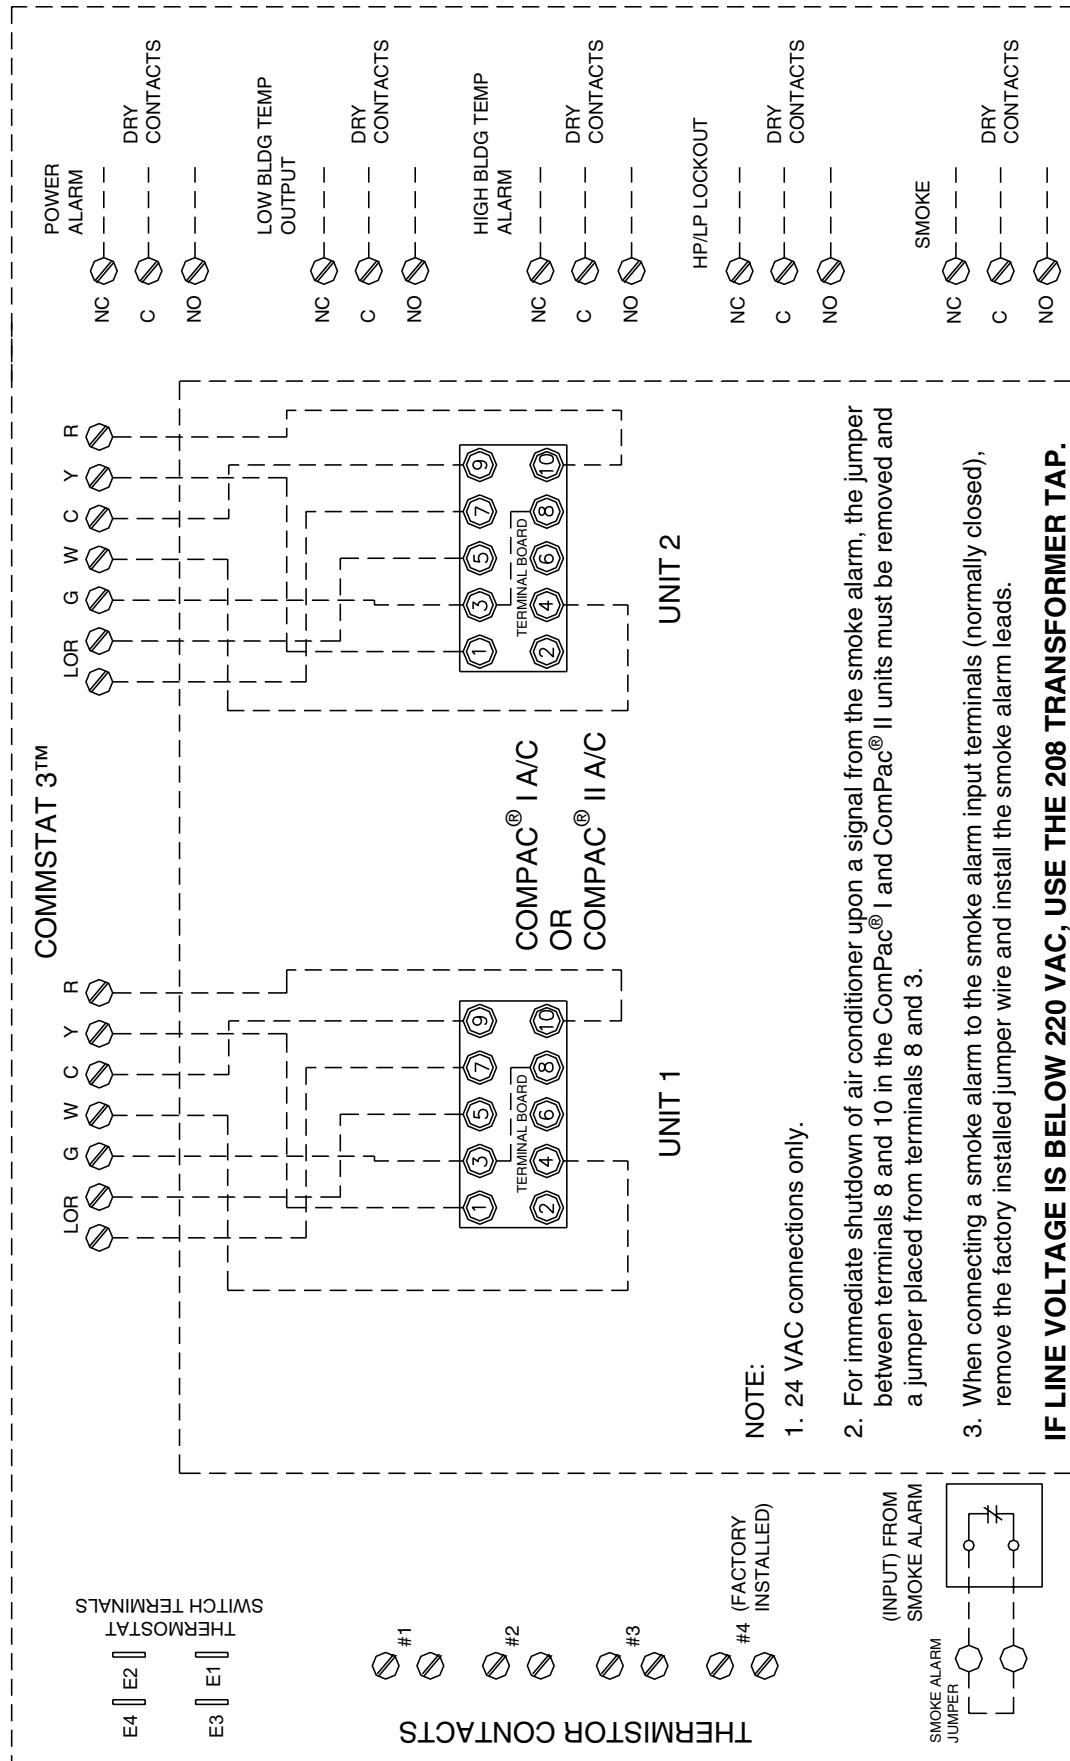 COMMSTAT 3™
E4 E2
E3 E1
THERMOSTAT
SWITCH TERMINALS
LOR G W C Y R
LOR G W C Y R
POWER
ALARM
NC
C
NO
DRY
CONTACTS
LOW BLDG TEMP
OUTPUT
NC
C
NO
DRY
CONTACTS
HIGH BLDG TEMP
ALARM
NC
C
NO
DRY
CONTACTS
HP/LP LOCKOUT
NC
C
NO
DRY
CONTACTS
SMOKE
NC
C
NO
DRY
CONTACTS
THERMISTOR CONTACTS
#1
#2
#3
#4 (FACTORY
INSTALLED)
1 3 5 7 9
TERMINAL BOARD
2 4 6 8 10
UNIT 1
COMPAC® I A/C
OR
COMPAC® II A/C
1 3 5 7 9
TERMINAL BOARD
2 4 6 8 10
UNIT 2
NOTE:
1. 24 VAC connections only.
2. For immediate shutdown of air conditioner upon a signal from the smoke alarm, the jumper
between terminals 8 and 10 in the ComPac® I and ComPac® II units must be removed and
a jumper placed from terminals 8 and 3.
3. When connecting a smoke alarm to the smoke alarm input terminals (normally closed),
remove the factory installed jumper wire and install the smoke alarm leads.
IF LINE VOLTAGE IS BELOW 220 VAC, USE THE 208 TRANSFORMER TAP.
(INPUT) FROM
SMOKE ALARM
SMOKE ALARM
JUMPER